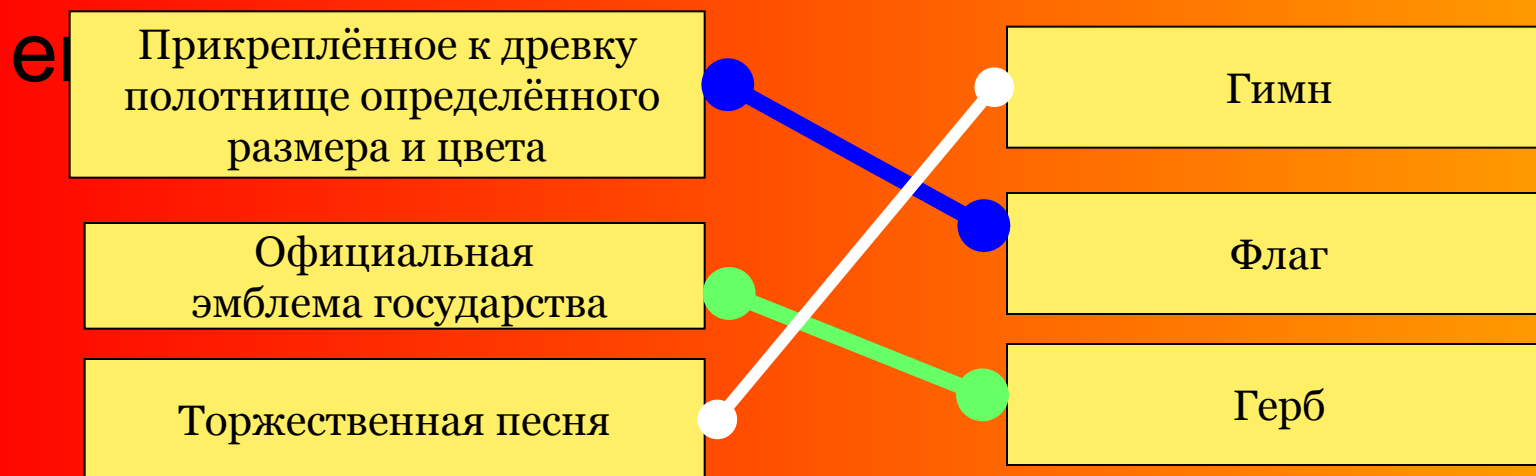 Прикреплённое к древку
полотнище определённого
размера и цвета
Официальная
эмблема государства
Торжественная песня
Гимн
Флаг
Герб